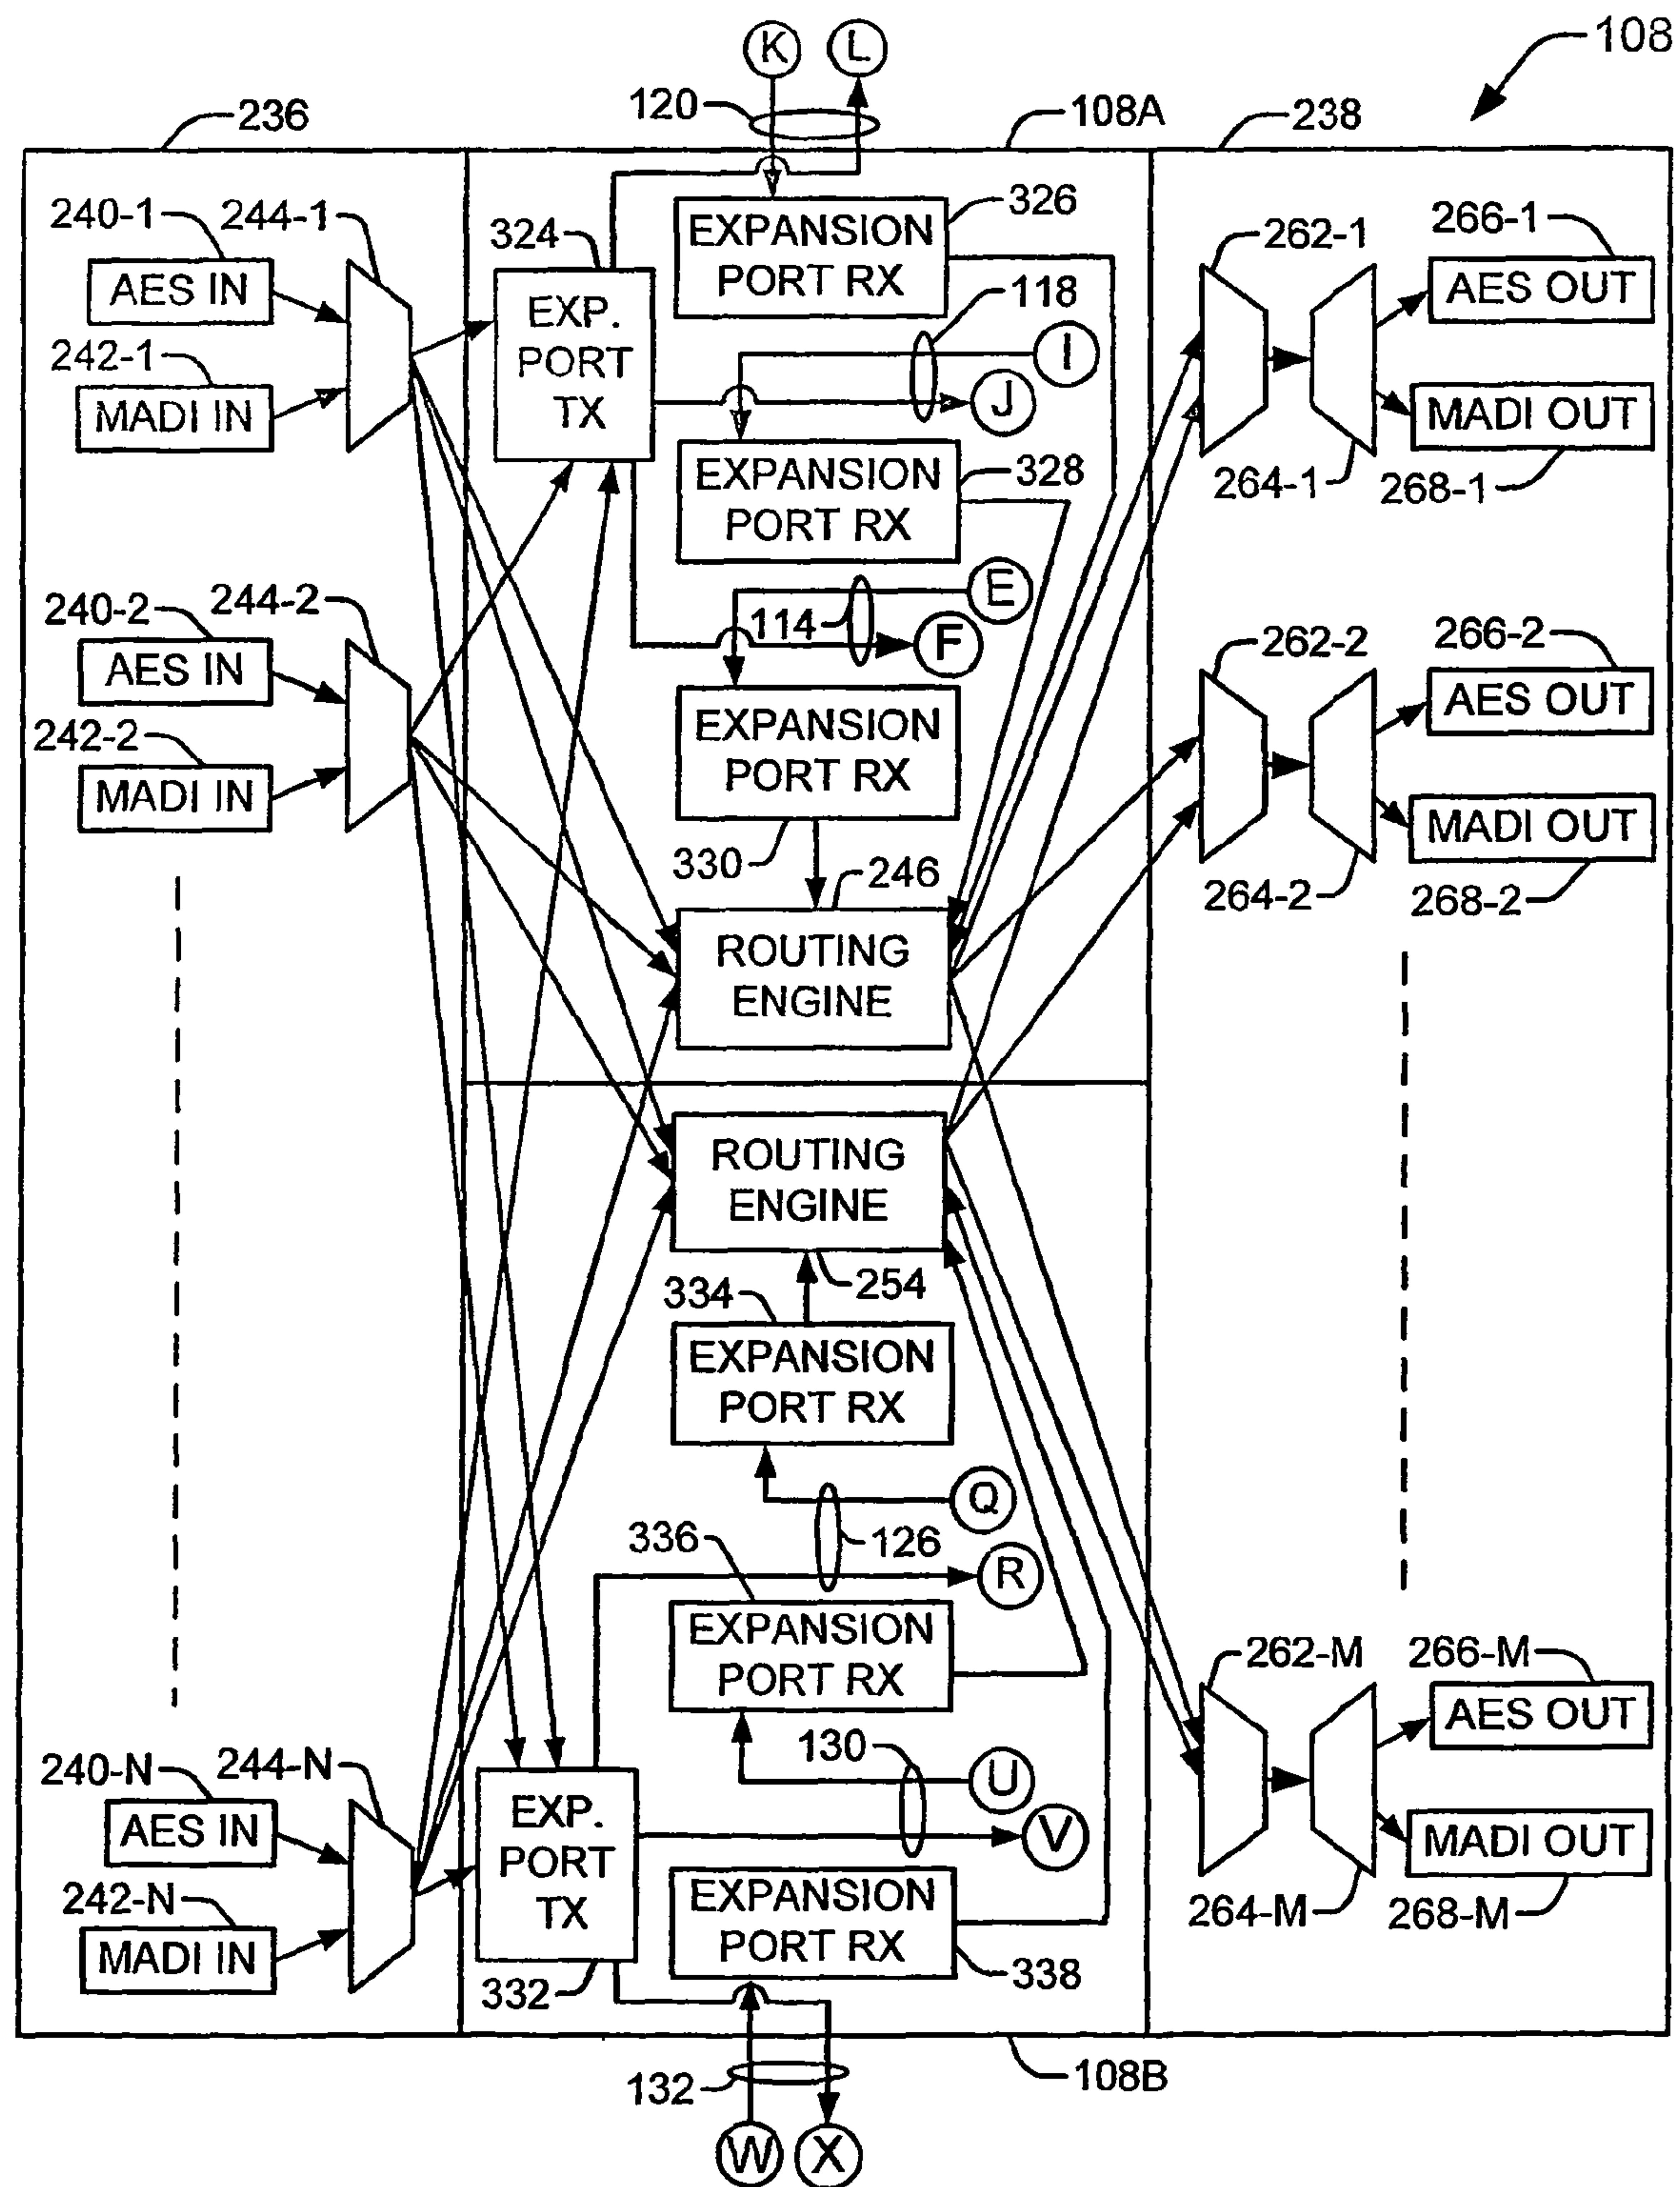 108
K
L
120
236
108A
238
240-1
244-1
324
326
262-1
266-1
AES IN
EXPANSION
PORT RX
AES OUT
118
EXP.
PORT
TX
I
242-1
MADI IN
J
MADI OUT
EXPANSION
PORT RX
328
264-1
268-1
240-2
244-2
E
114
F
262-2
266-2
AES IN
AES OUT
242-2
MADI IN
EXPANSION
PORT RX
MADI OUT
330
246
264-2
268-2
ROUTING
ENGINE
ROUTING
ENGINE
254
334
EXPANSION
PORT RX
Q
336
126
R
EXPANSION
PORT RX
262-M
266-M
AES OUT
130
U
240-N
244-N
AES IN
EXP.
PORT
TX
V
MADI OUT
242-N
MADI IN
EXPANSION
PORT RX
264-M
268-M
332
338
132
108B
W
X